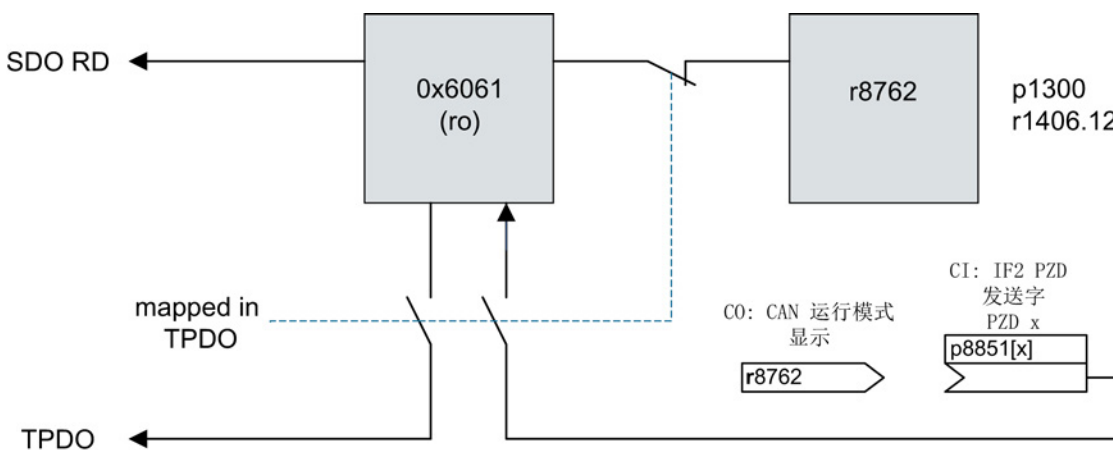 SDO RD
0x6061
(ro)
r8762
p1300
r1406.12
mapped in
TPDO
CO: CAN 运行模式
显示
r8762
CI: IF2 PZD
发送字
PZD x
p8851[x]
TPDO